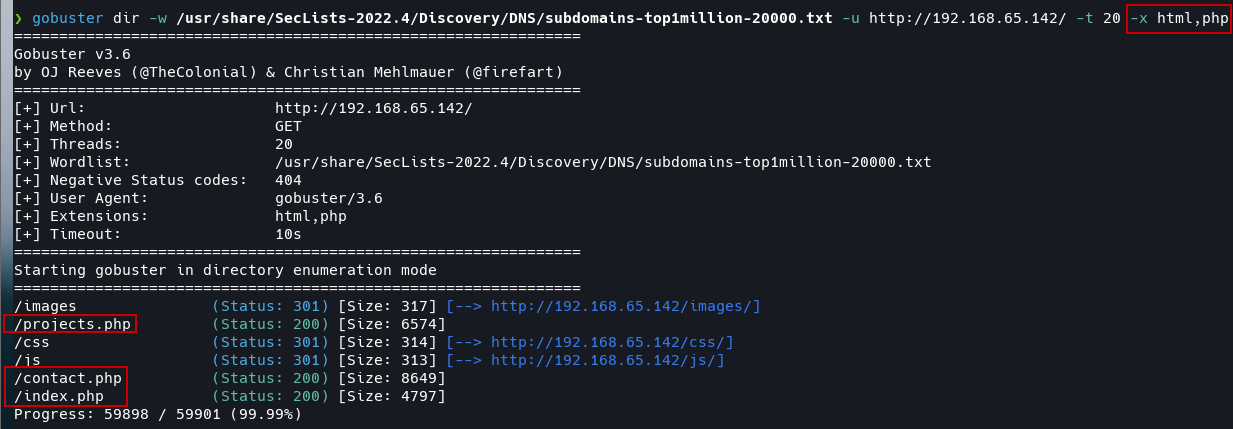 ❯ gobuster dir -w /usr/share/SecLists-2022.4/Discovery/DNS/subdomains-top1million-20000.txt -u http://192.168.65.142/ -t 20 -x html,php
===============================================================
Gobuster v3.6
by OJ Reeves (@TheColonial) & Christian Mehlmauer (@firefart)
===============================================================
[+] Url:                     http://192.168.65.142/
[+] Method:                  GET
[+] Threads:                 20
[+] Wordlist:                /usr/share/SecLists-2022.4/Discovery/DNS/subdomains-top1million-20000.txt
[+] Negative Status codes:   404
[+] User Agent:              gobuster/3.6
[+] Extensions:              html,php
[+] Timeout:                 10s
===============================================================
Starting gobuster in directory enumeration mode
===============================================================
/images               (Status: 301) [Size: 317] [--> http://192.168.65.142/images/]
/projects.php         (Status: 200) [Size: 6574]
/css                  (Status: 301) [Size: 314] [--> http://192.168.65.142/css/]
/js                   (Status: 301) [Size: 313] [--> http://192.168.65.142/js/]
/contact.php          (Status: 200) [Size: 8649]
/index.php            (Status: 200) [Size: 4797]
Progress: 59898 / 59901 (99.99%)